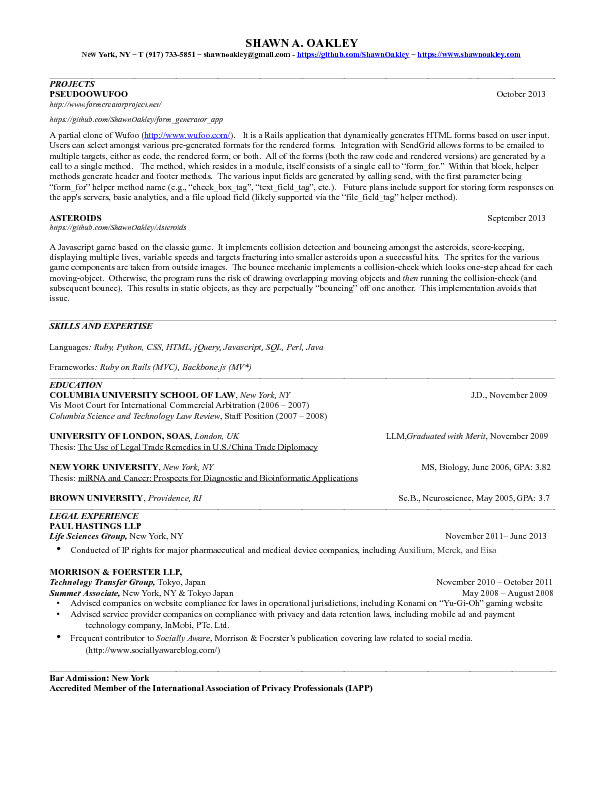 SHAWN A. OAKLEY
New York, NY – T (917) 733-5851 – shawnoakley@gmail.com - https://github.com/ShawnOakley – https://www.shawnoakley.com
PROJECTS
PSEUDOOWUFOO October 2013
http://www.formcreatorproject.net/
https://github.com/ShawnOakley/form_generator_app
A partial clone of Wufoo (http://www.wufoo.com/). It is a Rails application that dynamically generates HTML forms based on user input.
Users can select amongst various pre-generated formats for the rendered forms. Integration with SendGrid allows forms to be emailed to
multiple targets, either as code, the rendered form, or both. All of the forms (both the raw code and rendered versions) are generated by a
call to a single method. The method, which resides in a module, itself consists of a single call to “form_for.” Within that block, helper
methods generate header and footer methods. The various input fields are generated by calling send, with the first parameter being
“form_for” helper method name (e.g., “check_box_tag”, “text_field_tag”, etc.). Future plans include support for storing form responses on
the app's servers, basic analytics, and a file upload field (likely supported via the “file_field_tag” helper method).
ASTEROIDS September 2013
https://github.com/ShawnOakley/Asteroids
A Javascript game based on the classic game. It implements collision detection and bouncing amongst the asteroids, score-keeping,
displaying multiple lives, variable speeds and targets fracturing into smaller asteroids upon a successful hits. The sprites for the various
game components are taken from outside images. The bounce mechanic implements a collision-check which looks one-step ahead for each
moving-object. Otherwise, the program runs the risk of drawing overlapping moving objects and then running the collision-check (and
subsequent bounce). This results in static objects, as they are perpetually “bouncing” off one another. This implementation avoids that
issue.
SKILLS AND EXPERTISE
Languages: Ruby, Python, CSS, HTML, jQuery, Javascript, SQL, Perl, Java
Frameworks: Ruby on Rails (MVC), Backbone.js (MV*)
EDUCATION
COLUMBIA UNIVERSITY SCHOOL OF LAW, New York, NY J.D., November 2009
Vis Moot Court for International Commercial Arbitration (2006 – 2007)
Columbia Science and Technology Law Review, Staff Position (2007 – 2008)
UNIVERSITY OF LONDON, SOAS, London, UK LLM,Graduated with Merit, November 2009
Thesis: The Use of Legal Trade Remedies in U.S./China Trade Diplomacy
NEW YORK UNIVERSITY, New York, NY MS, Biology, June 2006, GPA: 3.82
Thesis: miRNA and Cancer: Prospects for Diagnostic and Bioinformatic Applications
BROWN UNIVERSITY, Providence, RI Sc.B., Neuroscience, May 2005, GPA: 3.7
LEGAL EXPERIENCE
PAUL HASTINGS LLP
Life Sciences Group, New York, NY November 2011– June 2013
• Conducted of IP rights for major pharmaceutical and medical device companies, including Auxilium, Merck, and Eisa
MORRISON & FOERSTER LLP,
Technology Transfer Group, Tokyo, Japan November 2010 – October 2011
Summer Associate, New York, NY & Tokyo Japan May 2008 – August 2008
• Advised companies on website compliance for laws in operational jurisdictions, including Konami on “Yu-Gi-Oh” gaming website
• Advised service provider companies on compliance with privacy and data retention laws, including mobile ad and payment
technology company, InMobi, PTe. Ltd.
• Frequent contributor to Socially Aware, Morrison & Foerster’s publication covering law related to social media.
(http://www.sociallyawareblog.com/)
Bar Admission: New York
Accredited Member of the International Association of Privacy Professionals (IAPP)